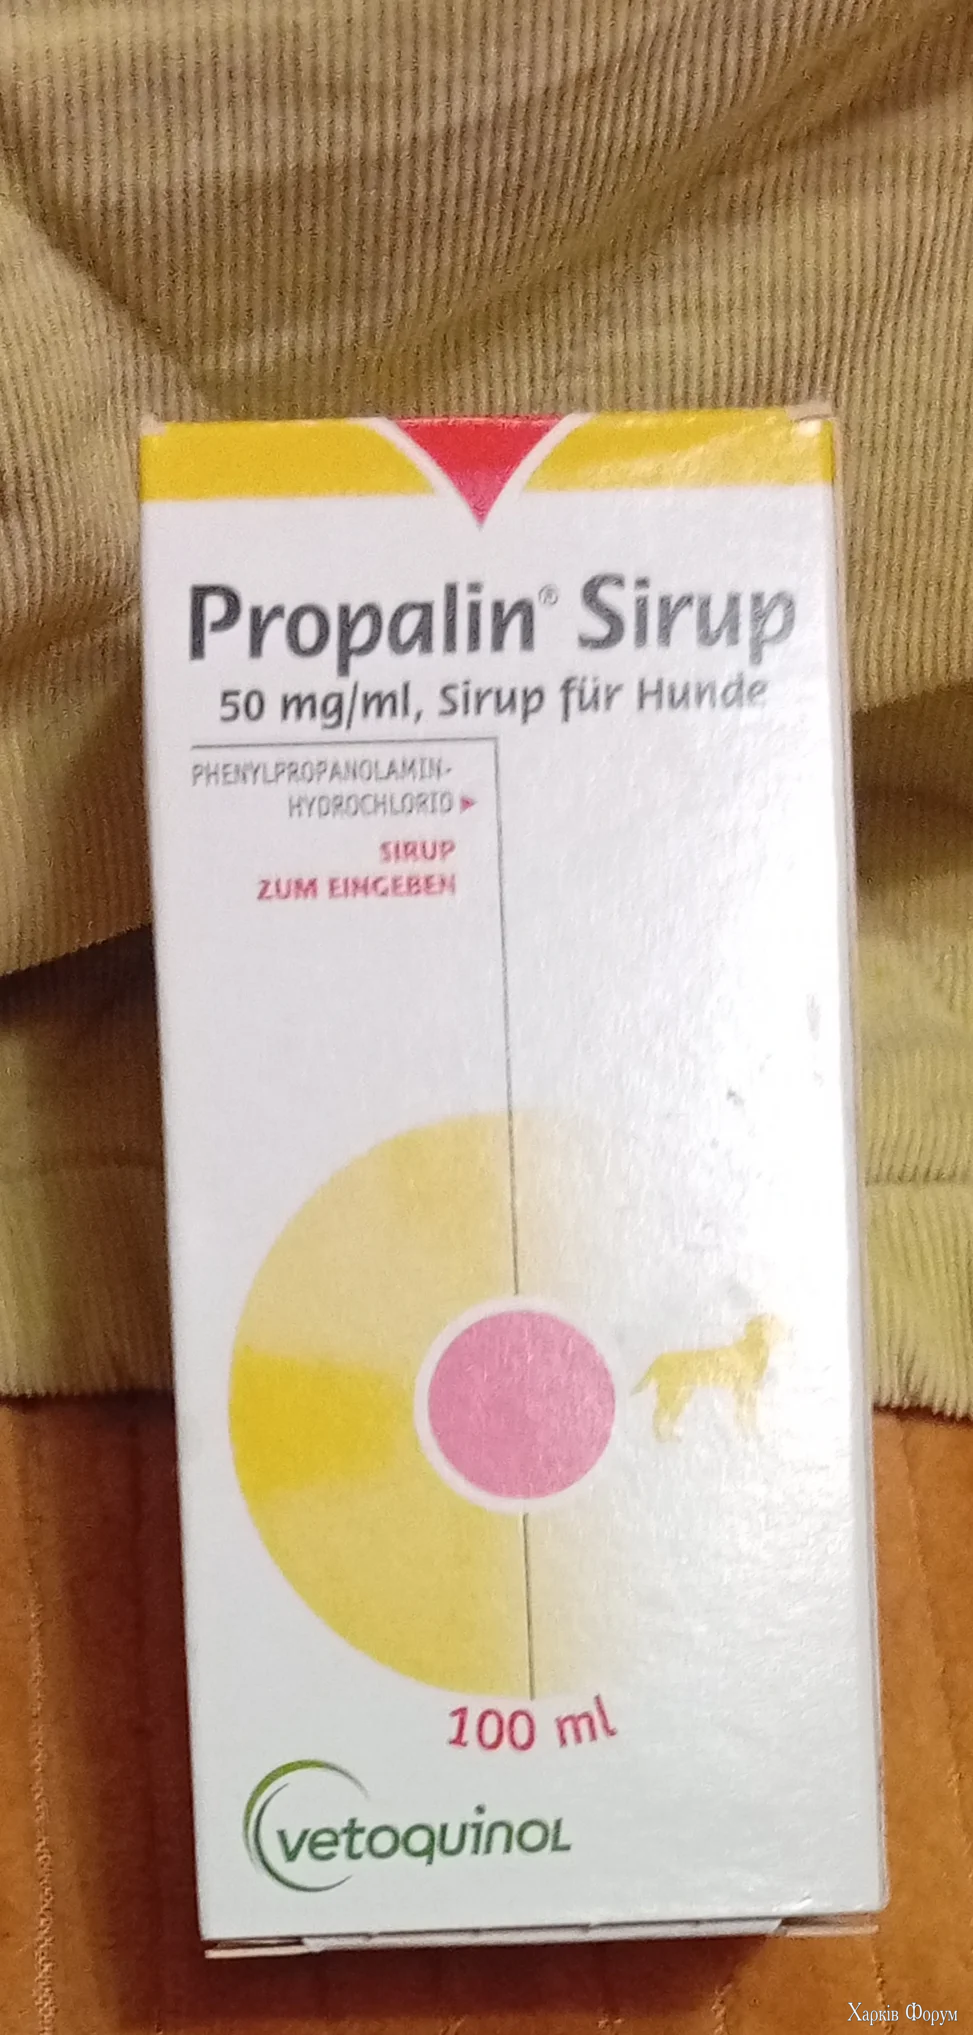 Propalin® Sirup
50 mg/ml, Sirup für Hunde
PHENYLPROPANOLAMIN-
HYDROCHLORID
SIRUP
ZUM EINGEBEN
100 ml
vetoquinol
Харків Форум